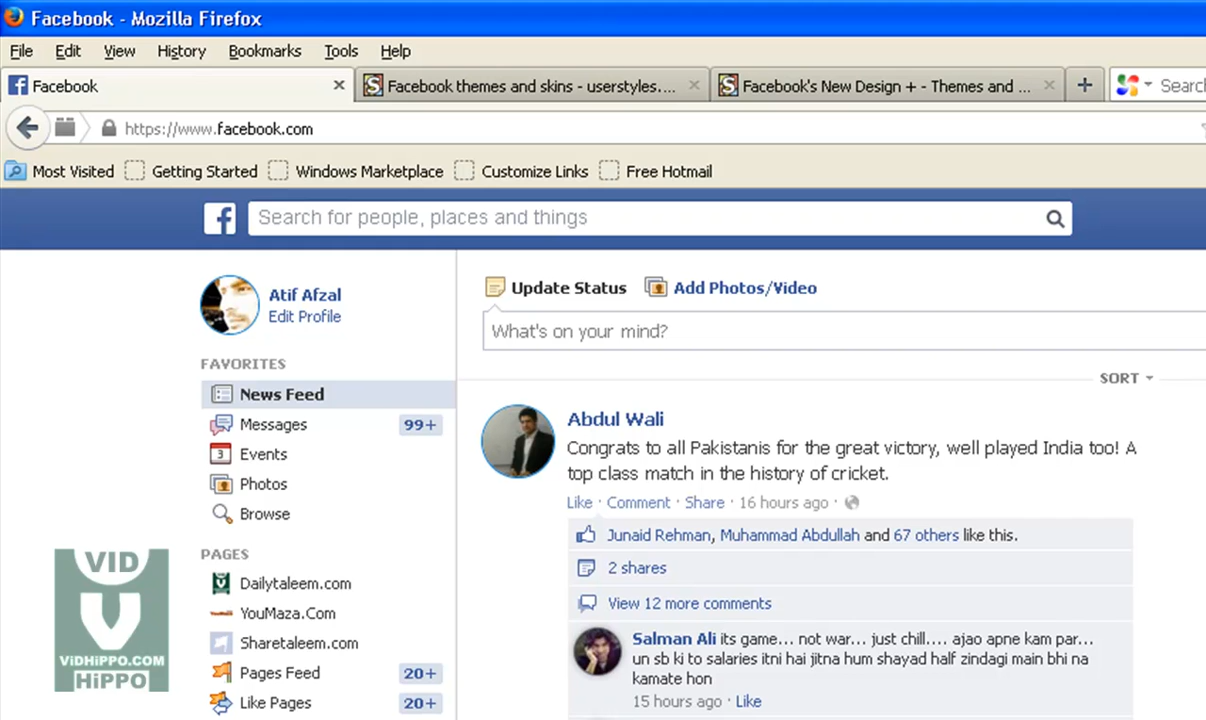 Facebook - Mozilla Firefox
File Edit View History Bookmarks Tools Help
Facebook
Facebook themes and skins - userstyles....
Facebook's New Design + - Themes and ...
Search
https://www.facebook.com
Most Visited Getting Started Windows Marketplace Customize Links Free Hotmail
Search for people, places and things
Atif Afzal
Edit Profile
FAVORITES
News Feed
Messages 99+
3 Events
Photos
Browse
PAGES
Dailytaleem.com
YouMaza.Com
Sharetaleem.com
Pages Feed 20+
Like Pages 20+
VID
VIDHiPPO.COM
HiPPO
Update Status Add Photos/Video
What's on your mind?
SORT
Abdul Wali
Congrats to all Pakistanis for the great victory, well played India too! A
top class match in the history of cricket.
Like · Comment · Share · 16 hours ago ·
Junaid Rehman, Muhammad Abdullah and 67 others like this.
2 shares
View 12 more comments
Salman Ali its game... not war... just chill.... ajao apne kam par...
un sb ki to salaries itni hai jitna hum shayad half zindagi main bhi na
kamate hon
15 hours ago · Like